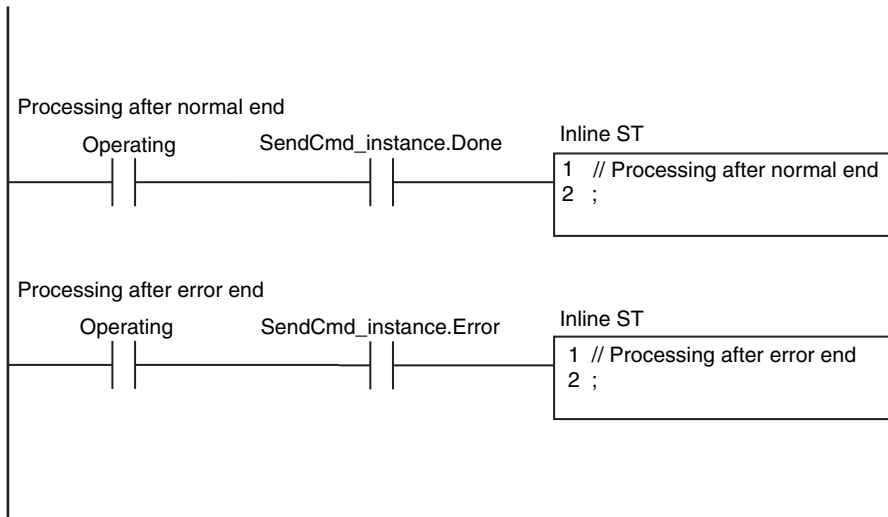 Processing after normal end
Operating
SendCmd_instance.Done
Inline ST
1 // Processing after normal end
2 ;
Processing after error end
Operating
SendCmd_instance.Error
Inline ST
1 // Processing after error end
2 ;